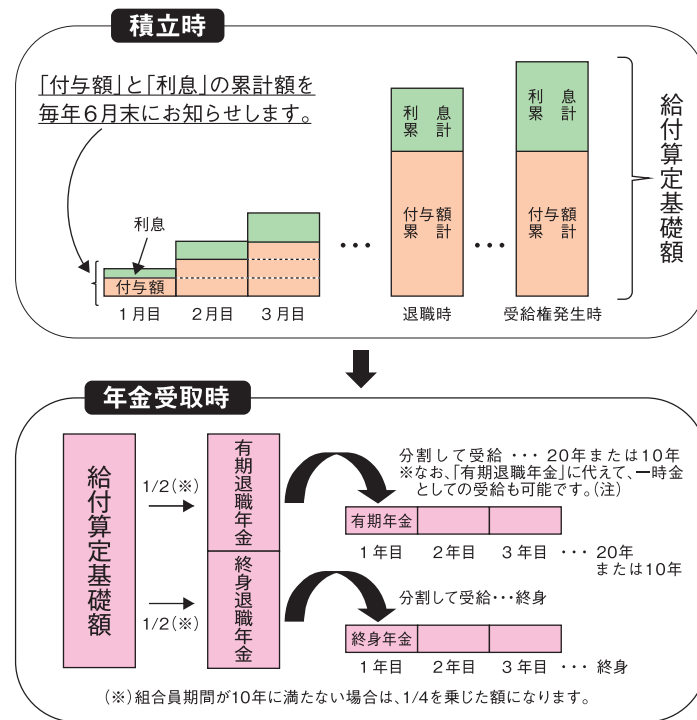 積立時
「付与額」と「利息」の累計額を
毎年6月末にお知らせします。
利息
付与額
1月目
2月目
3月目
•••
利息
累計
付与額
累計
退職時
•••
利息
累計
付与額
累計
受給権発生時
給付算定基礎額
年金受取時
給付算定基礎額
1/2(※)
1/2(※)
有期退職年金
終身退職年金
分割して受給 ・・・ 20年または10年
※なお、「有期退職年金」に代えて、一時金
としての受給も可能です。(注)
有期年金
1年目 2年目 3年目 ・・・ 20年
または10年
分割して受給・・・終身
終身年金
1年目 2年目 3年目 ・・・ 終身
(※)組合員期間が10年に満たない場合は、1/4を乗じた額になります。